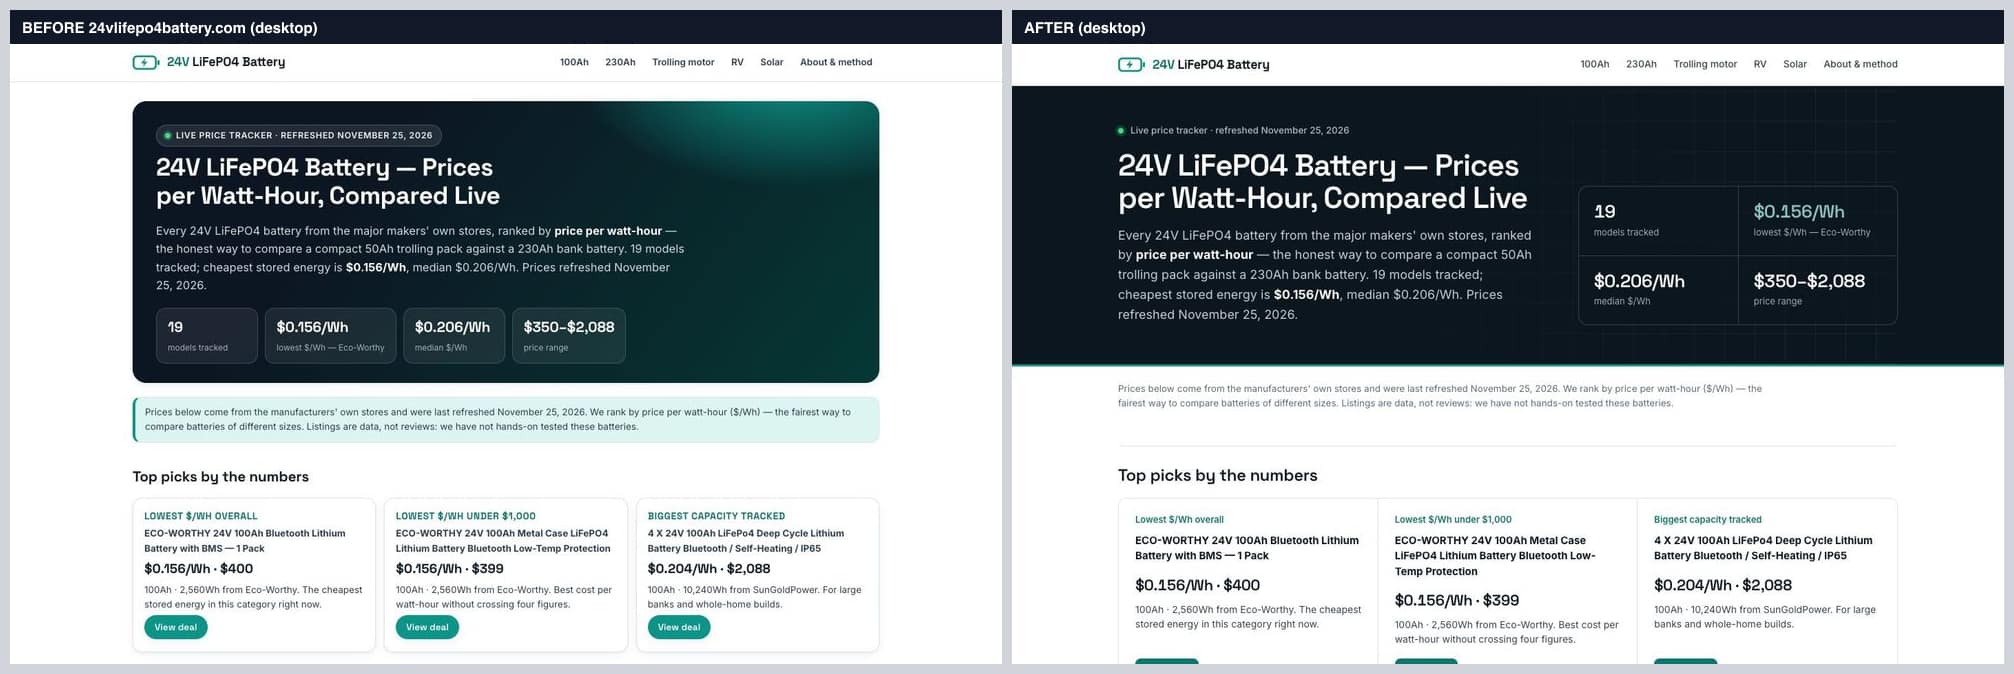 BEFORE 24vlifepo4battery.com (desktop)
24V LiFePO4 Battery
100Ah 230Ah Trolling motor RV Solar About & method
LIVE PRICE TRACKER · REFRESHED NOVEMBER 25, 2026
24V LiFePO4 Battery — Prices
per Watt-Hour, Compared Live
Every 24V LiFePO4 battery from the major makers' own stores, ranked by price per watt-hour —
the honest way to compare a compact 50Ah trolling pack against a 230Ah bank battery. 19 models
tracked; cheapest stored energy is $0.156/Wh, median $0.206/Wh. Prices refreshed November
25, 2026.
19 $0.156/Wh $0.206/Wh $350–$2,088
models tracked lowest $/Wh — Eco-Worthy median $/Wh price range
Prices below come from the manufacturers' own stores and were last refreshed November 25, 2026. We rank by price per watt-hour ($/Wh) — the fairest way to
compare batteries of different sizes. Listings are data, not reviews: we have not hands-on tested these batteries.
Top picks by the numbers
LOWEST $/WH OVERALL
ECO-WORTHY 24V 100Ah Bluetooth Lithium
Battery with BMS — 1 Pack
$0.156/Wh · $400
100Ah · 2,560Wh from Eco-Worthy. The cheapest
stored energy in this category right now.
View deal
LOWEST $/WH UNDER $1,000
ECO-WORTHY 24V 100Ah Metal Case LiFePO4
Lithium Battery Bluetooth Low-Temp Protection
$0.156/Wh · $399
100Ah · 2,560Wh from Eco-Worthy. Best cost per
watt-hour without crossing four figures.
View deal
BIGGEST CAPACITY TRACKED
4 X 24V 100Ah LiFePo4 Deep Cycle Lithium
Battery Bluetooth / Self-Heating / IP65
$0.204/Wh · $2,088
100Ah · 10,240Wh from SunGoldPower. For large
banks and whole-home builds.
View deal
AFTER (desktop)
24V LiFePO4 Battery
100Ah 230Ah Trolling motor RV Solar About & method
Live price tracker · refreshed November 25, 2026
24V LiFePO4 Battery — Prices
per Watt-Hour, Compared Live
Every 24V LiFePO4 battery from the major makers' own stores, ranked
by price per watt-hour — the honest way to compare a compact 50Ah
trolling pack against a 230Ah bank battery. 19 models tracked;
cheapest stored energy is $0.156/Wh, median $0.206/Wh. Prices
refreshed November 25, 2026.
19 $0.156/Wh
models tracked lowest $/Wh — Eco-Worthy
$0.206/Wh $350–$2,088
median $/Wh price range
Prices below come from the manufacturers' own stores and were last refreshed November 25, 2026. We rank by price per watt-hour ($/Wh) — the
fairest way to compare batteries of different sizes. Listings are data, not reviews: we have not hands-on tested these batteries.
Top picks by the numbers
Lowest $/Wh overall
ECO-WORTHY 24V 100Ah Bluetooth Lithium
Battery with BMS — 1 Pack
$0.156/Wh · $400
100Ah · 2,560Wh from Eco-Worthy. The cheapest
stored energy in this category right now.
Lowest $/Wh under $1,000
ECO-WORTHY 24V 100Ah Metal Case
LiFePO4 Lithium Battery Bluetooth Low-
Temp Protection
$0.156/Wh · $399
100Ah · 2,560Wh from Eco-Worthy. Best cost per
watt-hour without crossing four figures.
Biggest capacity tracked
4 X 24V 100Ah LiFePo4 Deep Cycle Lithium
Battery Bluetooth / Self-Heating / IP65
$0.204/Wh · $2,088
100Ah · 10,240Wh from SunGoldPower. For large
banks and whole-home builds.